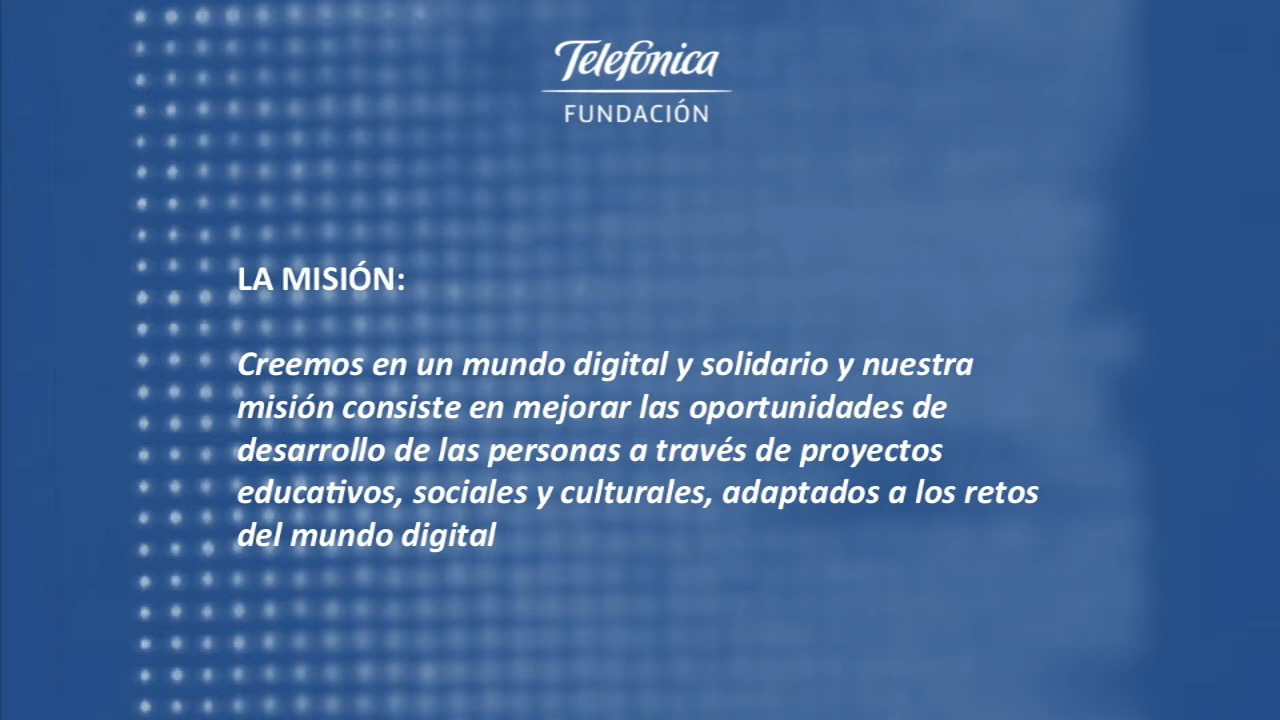 Telefónica
FUNDACIÓN
LA MISIÓN:
Creemos en un mundo digital y solidario y nuestra
misión consiste en mejorar las oportunidades de
desarrollo de las personas a través de proyectos
educativos, sociales y culturales, adaptados a los retos
del mundo digital